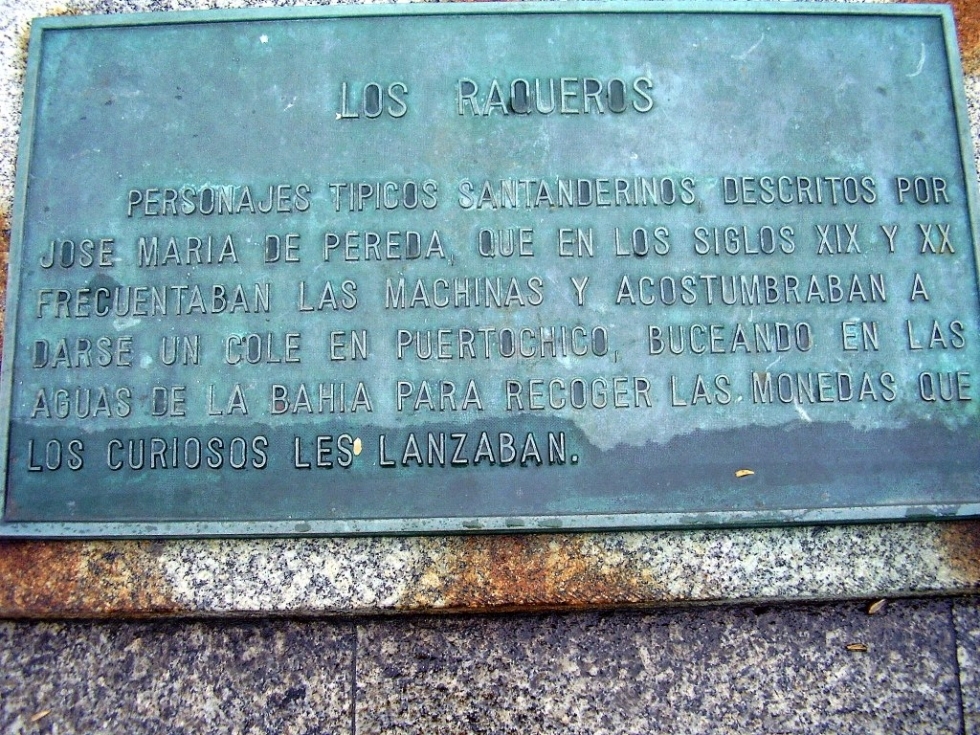 LOS RAQUEROS
PERSONAJES TIPICOS SANTANDERINOS DESCRITOS POR
JOSE MARIA DE PEREDA, QUE EN LOS SIGLOS XIX Y XX
FRECUENTABAN LAS MACHINAS Y ACOSTUMBRABAN A
DARSE UN COLE EN PUERTOCHICO, BUCEANDO EN LAS
AGUAS DE LA BAHIA PARA RECOGER LAS MONEDAS QUE
LOS CURIOSOS LES LANZABAN.